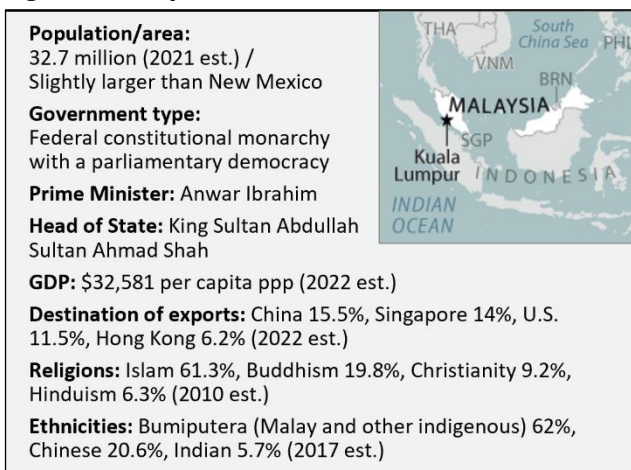 Population/area:
32.7 million (2021 est.) /
Slightly larger than New Mexico
Government type:
Federal constitutional monarchy
with a parliamentary democracy
Prime Minister: Anwar Ibrahim
Head of State: King Sultan Abdullah
Sultan Ahmad Shah
GDP: $32,581 per capita ppp (2022 est.)
Destination of exports: China 15.5%, Singapore 14%, U.S.
11.5%, Hong Kong 6.2% (2022 est.)
Religions: Islam 61.3%, Buddhism 19.8%, Christianity 9.2%,
Hinduism 6.3% (2010 est.)
Ethnicities: Bumiputera (Malay and other indigenous) 62%,
Chinese 20.6%, Indian 5.7% (2017 est.)
THA
South
China Sea
PHL
VNM
BRN
MALAYSIA
SGP
Kuala
Lumpur
INDONESIA
INDIAN
OCEAN